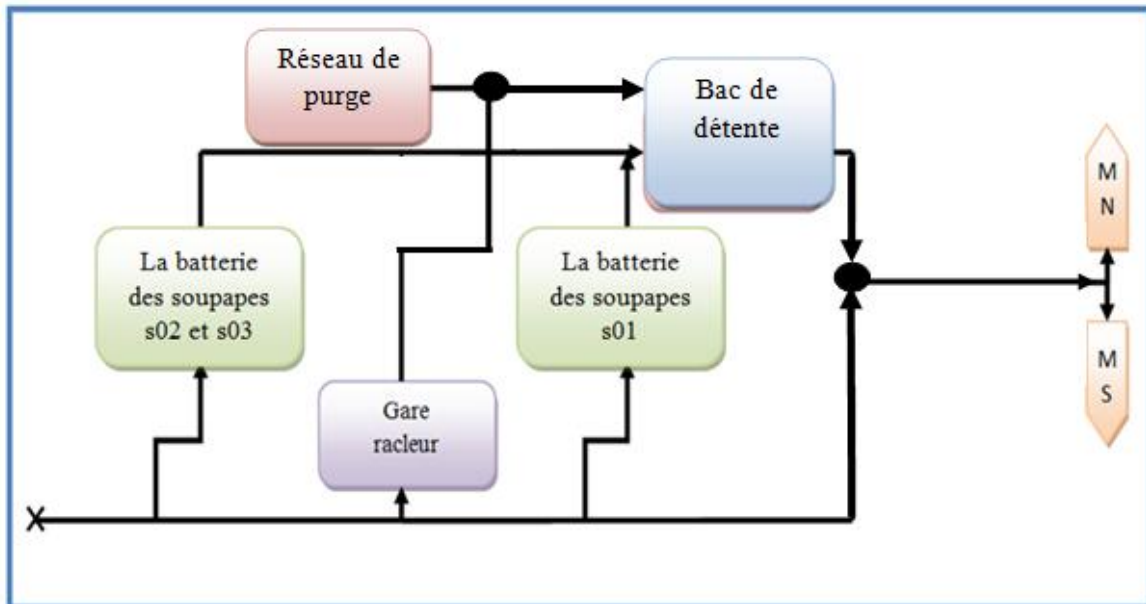 Réseau de
purge
Bac de
détente
M
N
La batterie
des soupapes
s02 et s03
La batterie
des soupapes
s01
M
S
Gare
racleur
X